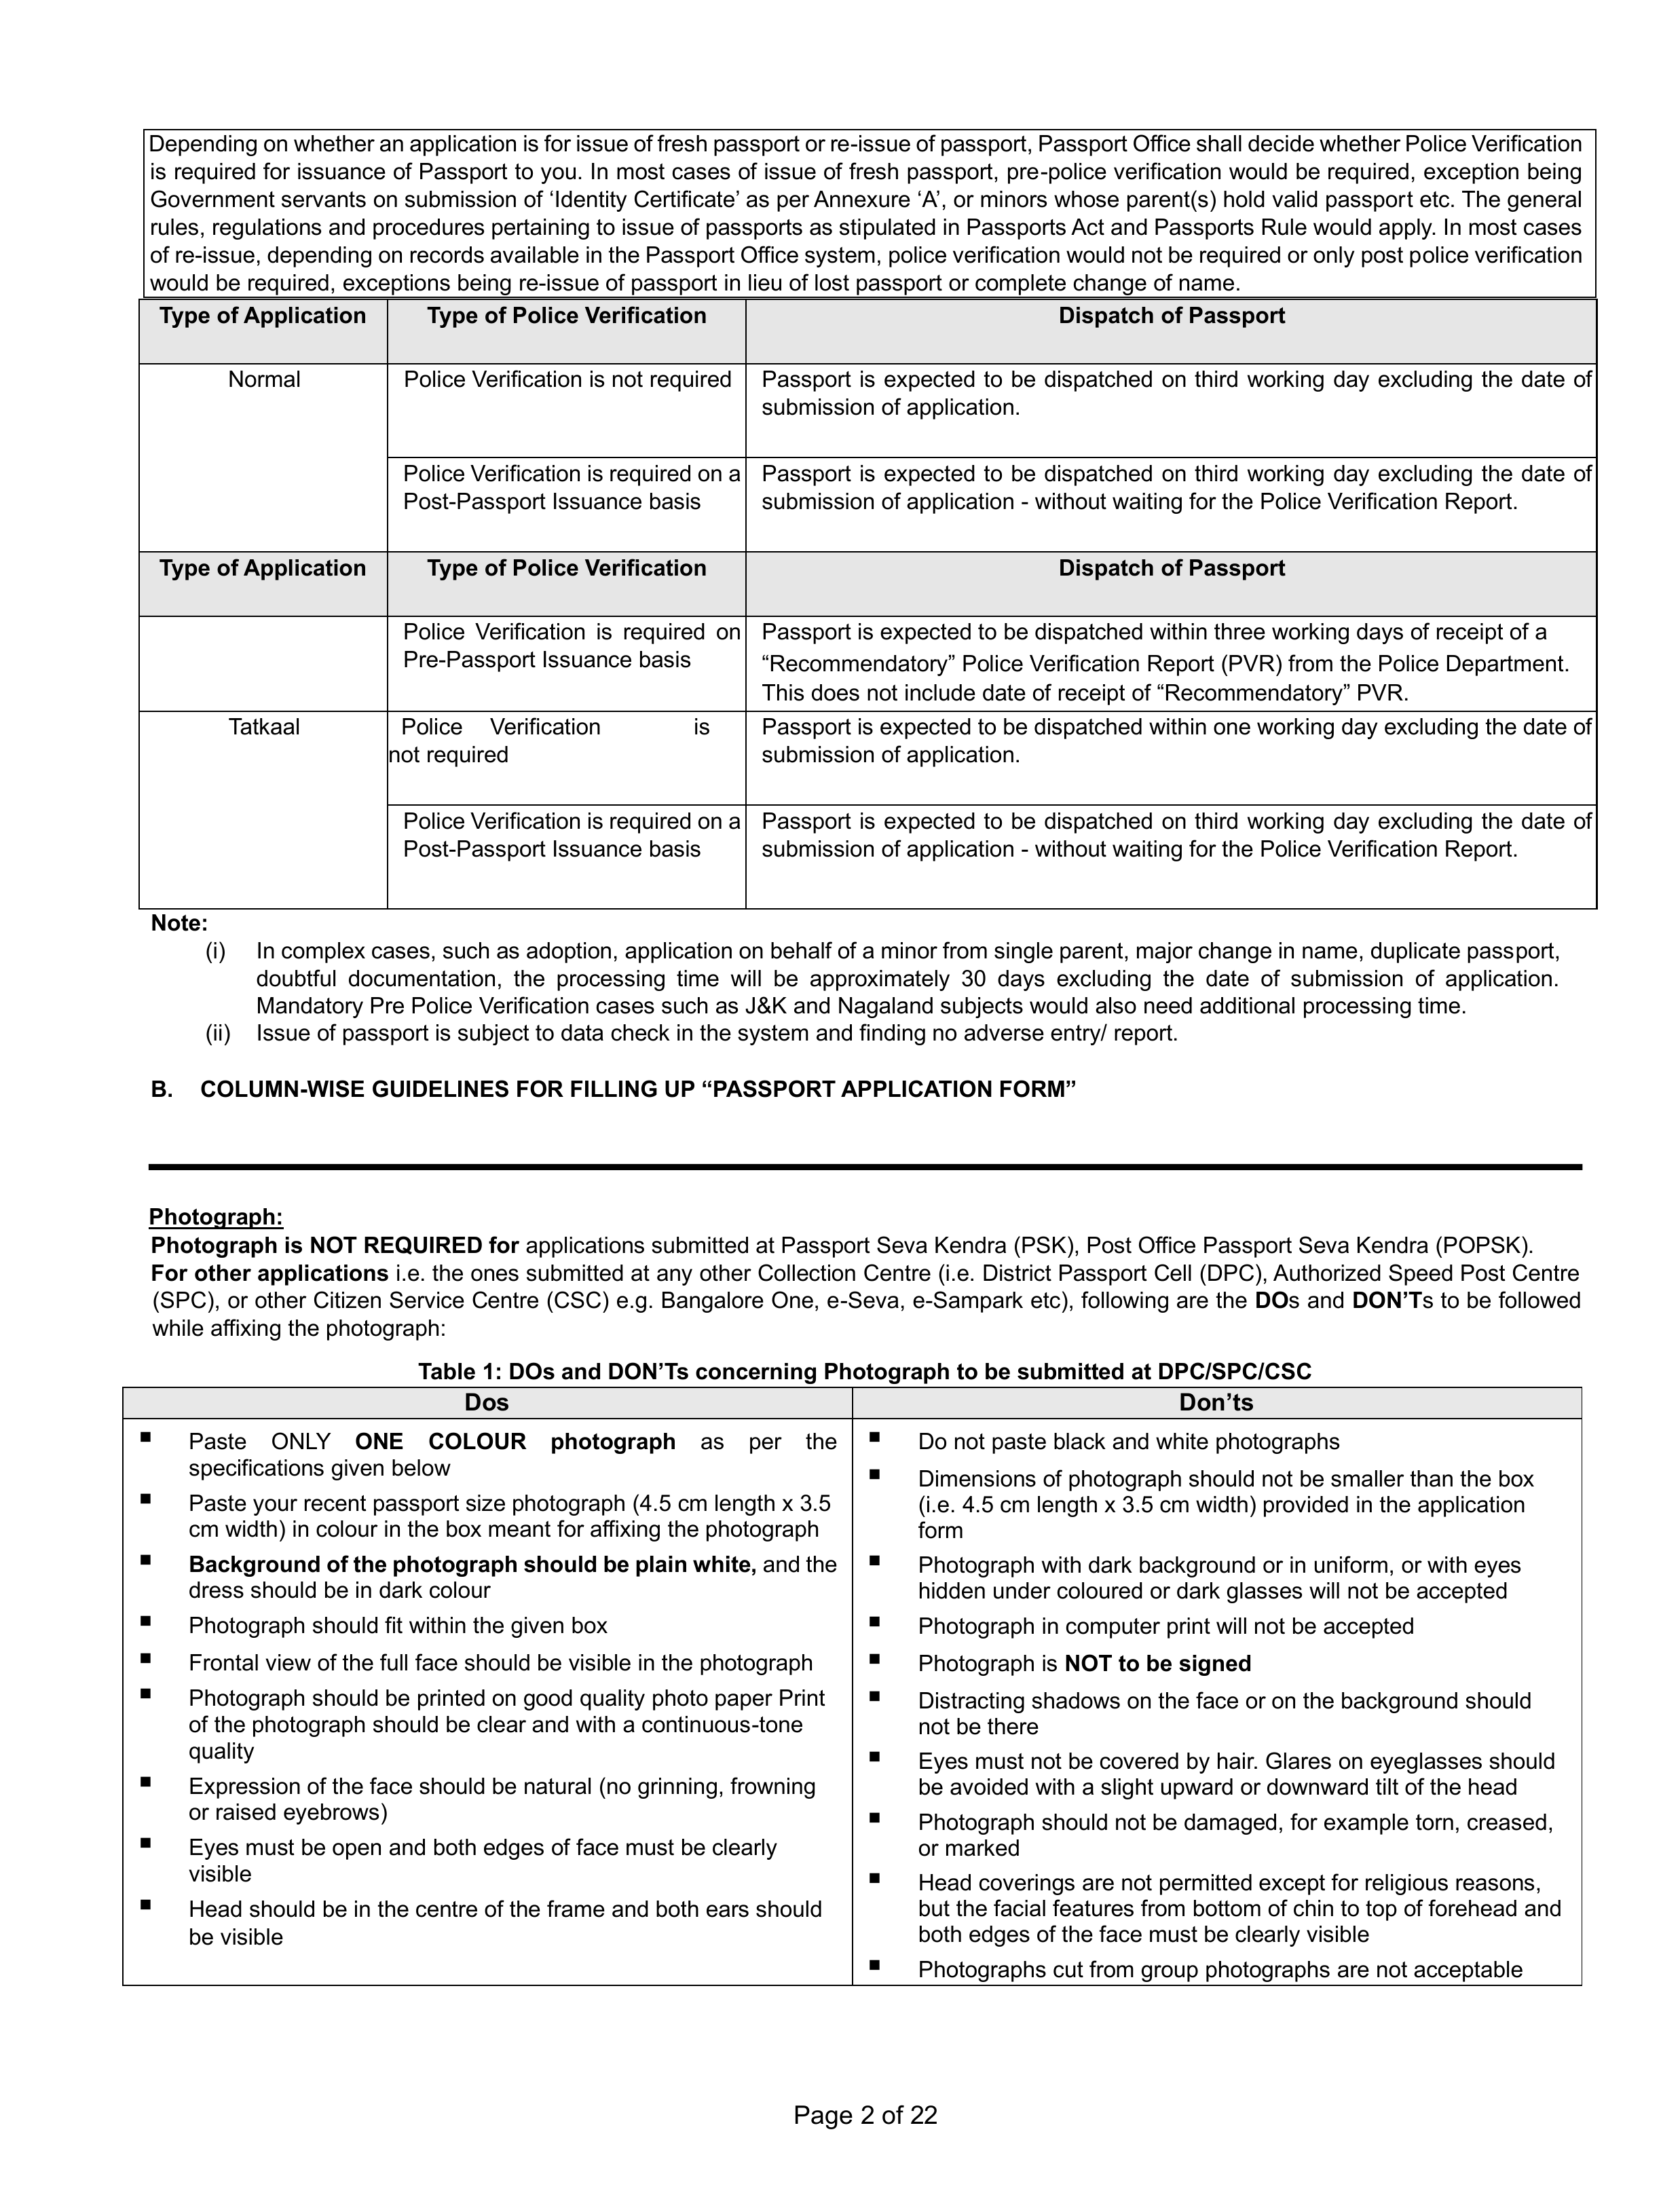 Depending on whether an application is for issue of fresh passport or re-issue of passport, Passport Office shall decide whether Police Verification
is required for issuance of Passport to you. In most cases of issue of fresh passport, pre-police verification would be required, exception being
Government servants on submission of ‘Identity Certificate’ as per Annexure ‘A’, or minors whose parent(s) hold valid passport etc. The general
rules, regulations and procedures pertaining to issue of passports as stipulated in Passports Act and Passports Rule would apply. In most cases
of re-issue, depending on records available in the Passport Office system, police verification would not be required or only post police verification
would be required, exceptions being re-issue of passport in lieu of lost passport or complete change of name.
Type of Application Type of Police Verification Dispatch of Passport
Normal Police Verification is not required Passport is expected to be dispatched on third working day excluding the date of
submission of application.
Police Verification is required on a Passport is expected to be dispatched on third working day excluding the date of
Post-Passport Issuance basis submission of application - without waiting for the Police Verification Report.
Type of Application Type of Police Verification Dispatch of Passport
Police Verification is required on Passport is expected to be dispatched within three working days of receipt of a
Pre-Passport Issuance basis “Recommendatory” Police Verification Report (PVR) from the Police Department.
This does not include date of receipt of “Recommendatory” PVR.
Tatkaal Police Verification is Passport is expected to be dispatched within one working day excluding the date of
not required submission of application.
Police Verification is required on a Passport is expected to be dispatched on third working day excluding the date of
Post-Passport Issuance basis submission of application - without waiting for the Police Verification Report.
Note:
(i) In complex cases, such as adoption, application on behalf of a minor from single parent, major change in name, duplicate passport,
doubtful documentation, the processing time will be approximately 30 days excluding the date of submission of application.
Mandatory Pre Police Verification cases such as J&K and Nagaland subjects would also need additional processing time.
(ii) Issue of passport is subject to data check in the system and finding no adverse entry/ report.
B. COLUMN-WISE GUIDELINES FOR FILLING UP “PASSPORT APPLICATION FORM”
Photograph:
Photograph is NOT REQUIRED for applications submitted at Passport Seva Kendra (PSK), Post Office Passport Seva Kendra (POPSK).
For other applications i.e. the ones submitted at any other Collection Centre (i.e. District Passport Cell (DPC), Authorized Speed Post Centre
(SPC), or other Citizen Service Centre (CSC) e.g. Bangalore One, e-Seva, e-Sampark etc), following are the DOs and DON’Ts to be followed
while affixing the photograph:
Table 1: DOs and DON’Ts concerning Photograph to be submitted at DPC/SPC/CSC
Dos
▪ Paste ONLY ONE COLOUR photograph as per the
specifications given below
▪ Paste your recent passport size photograph (4.5 cm length x 3.5
cm width) in colour in the box meant for affixing the photograph
▪ Background of the photograph should be plain white, and the
dress should be in dark colour
▪ Photograph should fit within the given box
▪ Frontal view of the full face should be visible in the photograph
▪ Photograph should be printed on good quality photo paper Print
of the photograph should be clear and with a continuous-tone
quality
▪ Expression of the face should be natural (no grinning, frowning
or raised eyebrows)
▪ Eyes must be open and both edges of face must be clearly
visible
▪ Head should be in the centre of the frame and both ears should
be visible
Don’ts
▪ Do not paste black and white photographs
▪ Dimensions of photograph should not be smaller than the box
(i.e. 4.5 cm length x 3.5 cm width) provided in the application
form
▪ Photograph with dark background or in uniform, or with eyes
hidden under coloured or dark glasses will not be accepted
▪ Photograph in computer print will not be accepted
▪ Photograph is NOT to be signed
▪ Distracting shadows on the face or on the background should
not be there
▪ Eyes must not be covered by hair. Glares on eyeglasses should
be avoided with a slight upward or downward tilt of the head
▪ Photograph should not be damaged, for example torn, creased,
or marked
▪ Head coverings are not permitted except for religious reasons,
but the facial features from bottom of chin to top of forehead and
both edges of the face must be clearly visible
▪ Photographs cut from group photographs are not acceptable
Page 2 of 22